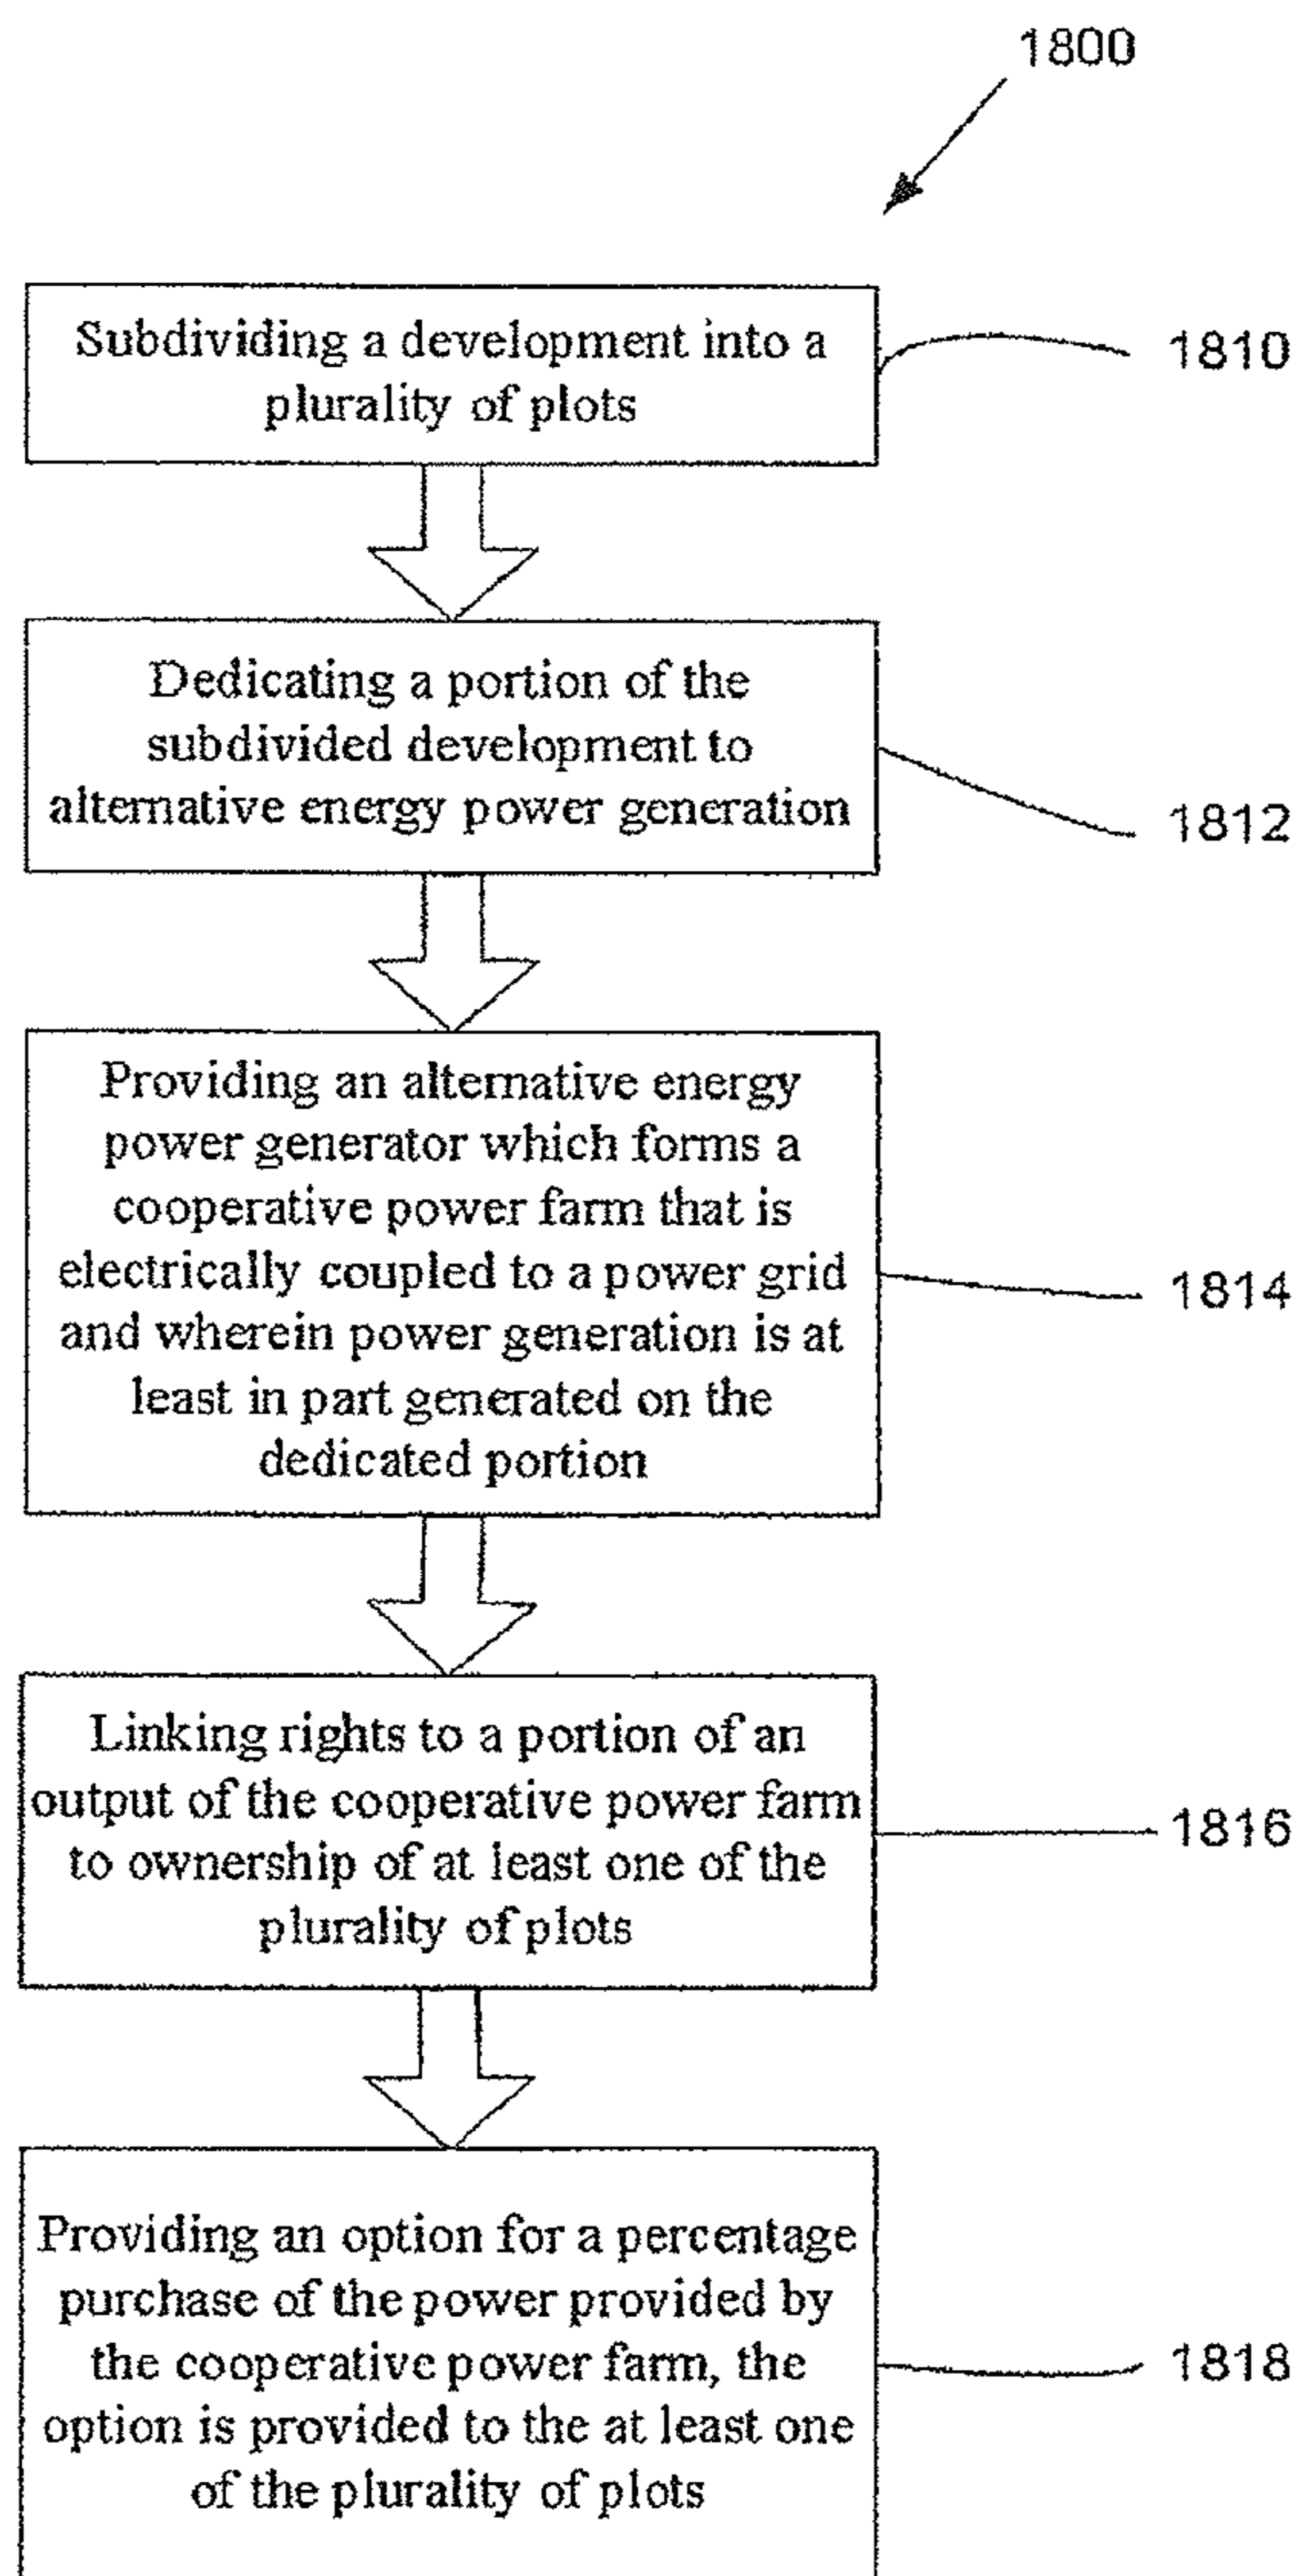 1800
Subdividing a development into a
plurality of plots
1810
Dedicating a portion of the
subdivided development to
alternative energy power generation
1812
Providing an alternative energy
power generator which forms a
cooperative power farm that is
electrically coupled to a power grid
and wherein power generation is at
least in part generated on the
dedicated portion
1814
Linking rights to a portion of an
output of the cooperative power farm
to ownership of at least one of the
plurality of plots
1816
Providing an option for a percentage
purchase of the power provided by
the cooperative power farm, the
option is provided to the at least one
of the plurality of plots
1818